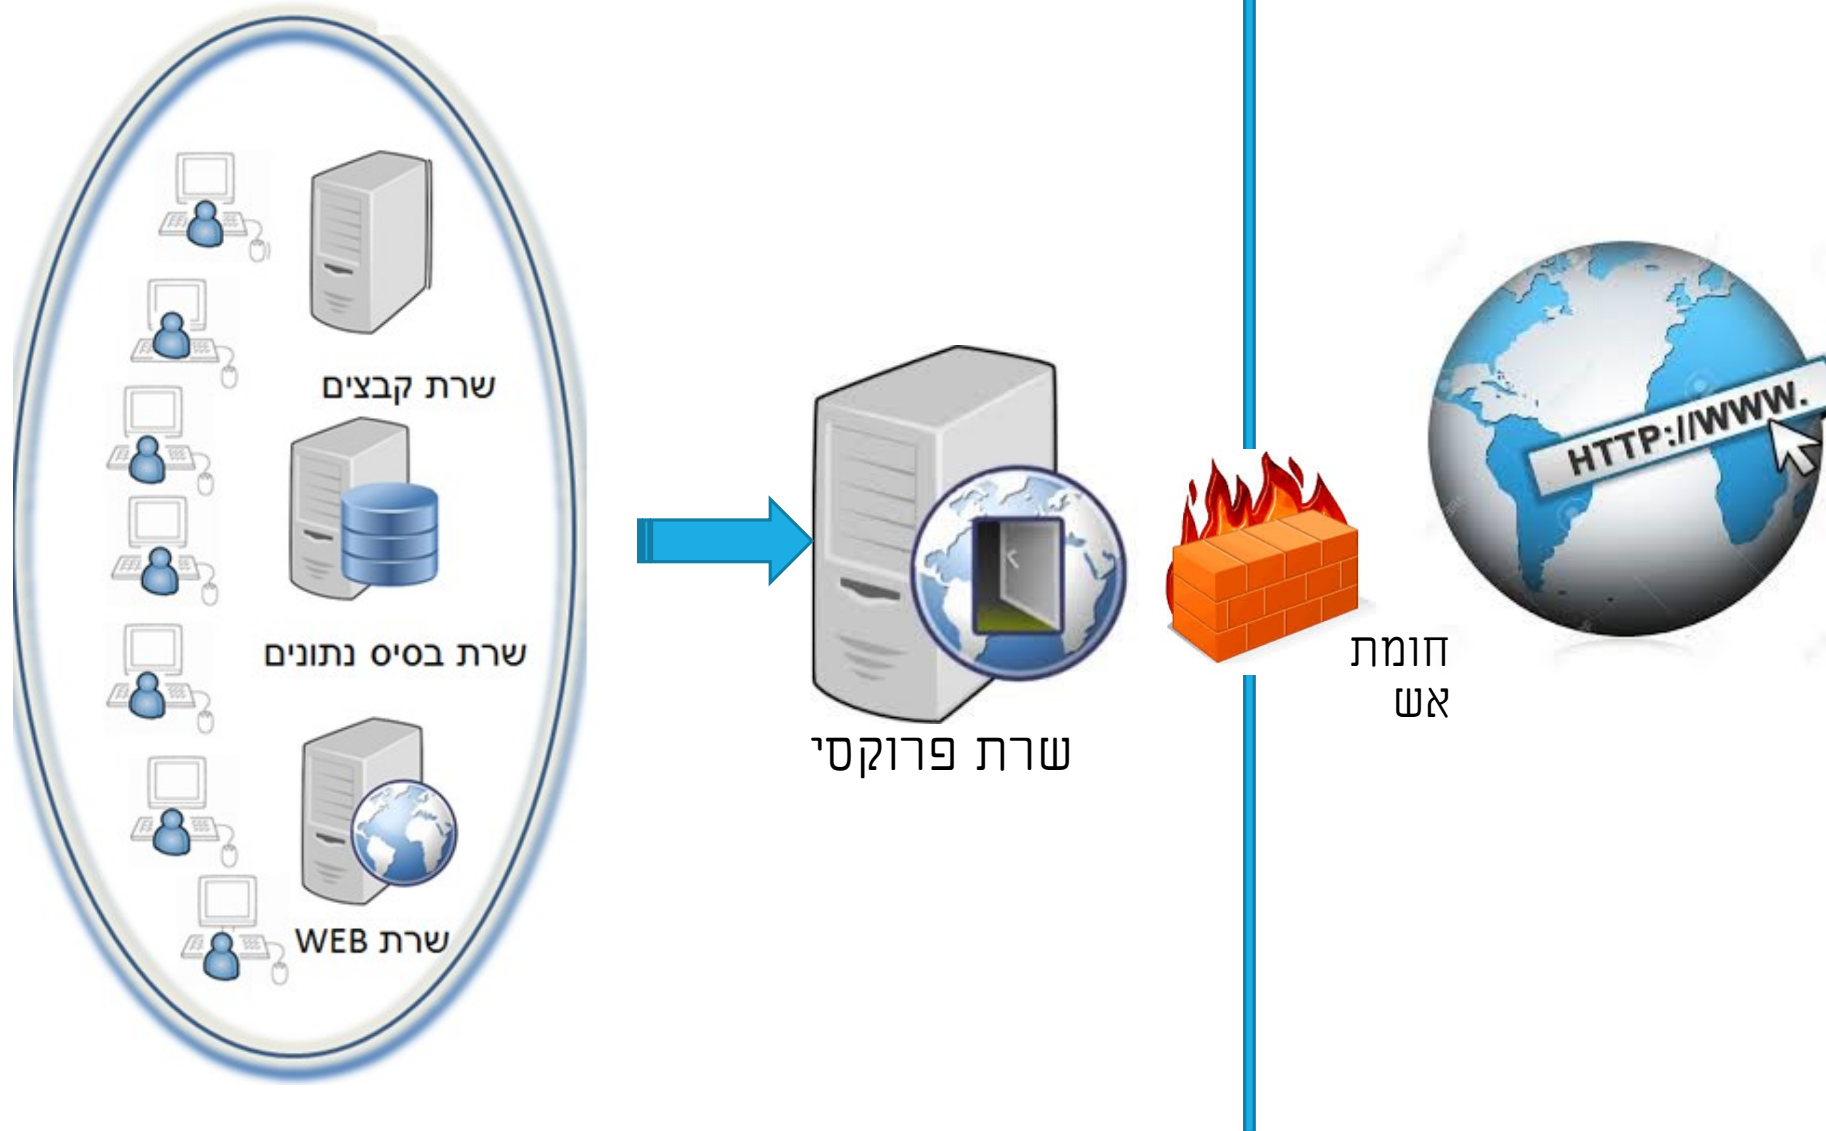 שרת קבצים
שרת בסיס נתונים
שרת WEB
שרת פרוקסי
חומת
אש
HTTP://WWW.